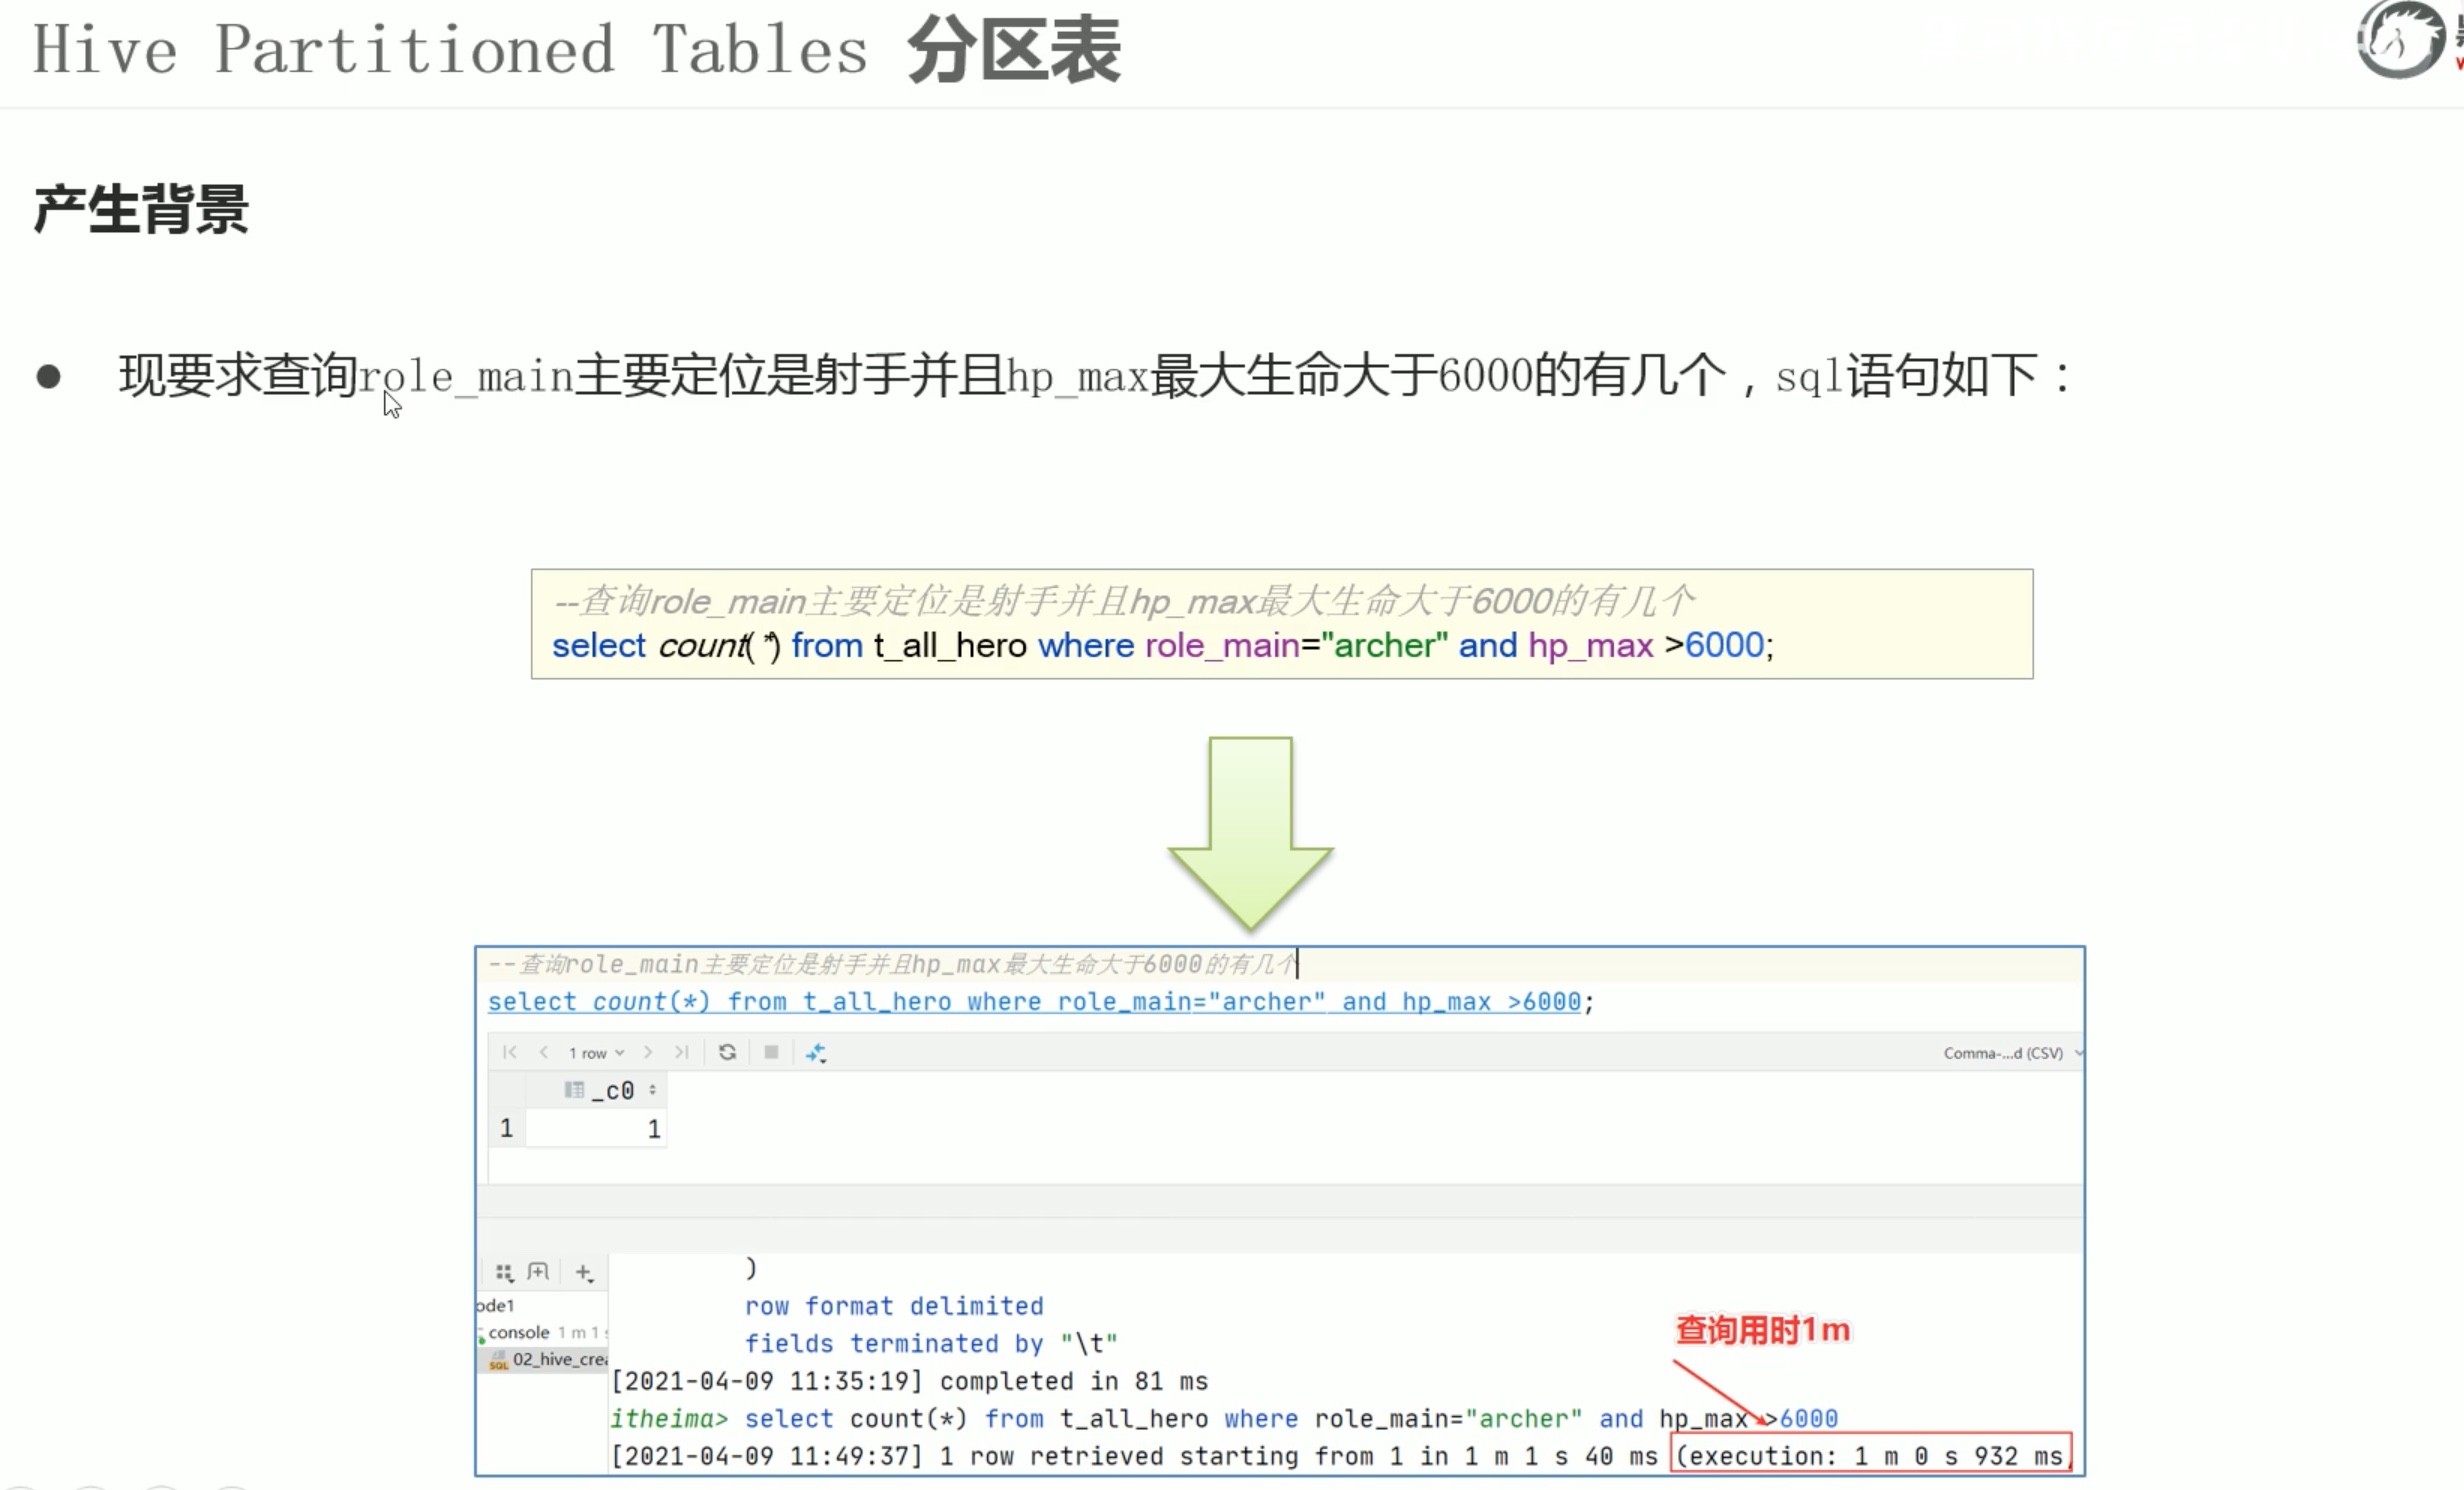 Hive Partitioned Tables 分区表
产生背景
● 现要求查询role_main主要定位是射手并且hp_max最大生命大于6000的有几个，sql语句如下：
--查询role_main主要定位是射手并且hp_max最大生命大于6000的有几个
select count(*) from t_all_hero where role_main="archer" and hp_max >6000;
--查询role_main主要定位是射手并且hp_max最大生命大于6000的有几个
select count(*) from t_all_hero where role_main="archer" and hp_max >6000;
1 row
Comma-...d (CSV)
_c0
1 1
)
row format delimited
fields terminated by "\t"
ode1
console 1 m 1 s
02_hive_crea
查询用时1m
[2021-04-09 11:35:19] completed in 81 ms
itheima> select count(*) from t_all_hero where role_main="archer" and hp_max >6000
[2021-04-09 11:49:37] 1 row retrieved starting from 1 in 1 m 1 s 40 ms (execution: 1 m 0 s 932 ms,